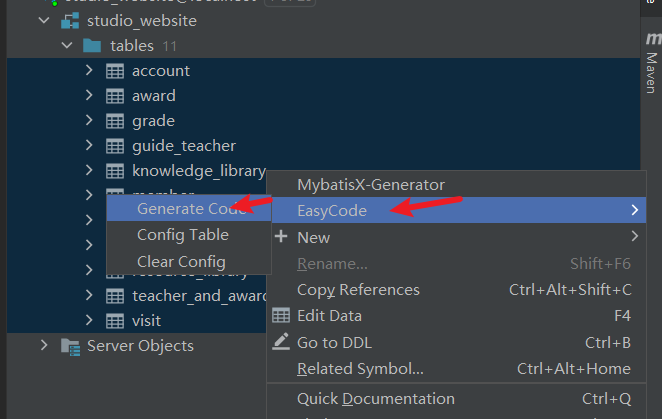 studio_website
tables 11
account
award
grade
guide_teacher
knowledge_library
MybatisX-Generator
Generate Code
EasyCode
Config Table
New
Clear Config
Rename... Shift+F6
Copy References Ctrl+Alt+Shift+C
teacher_and_award
Edit Data F4
visit
Go to DDL Ctrl+B
Server Objects
Related Symbol... Ctrl+Alt+Home
Quick Documentation Ctrl+Q
m
Maven